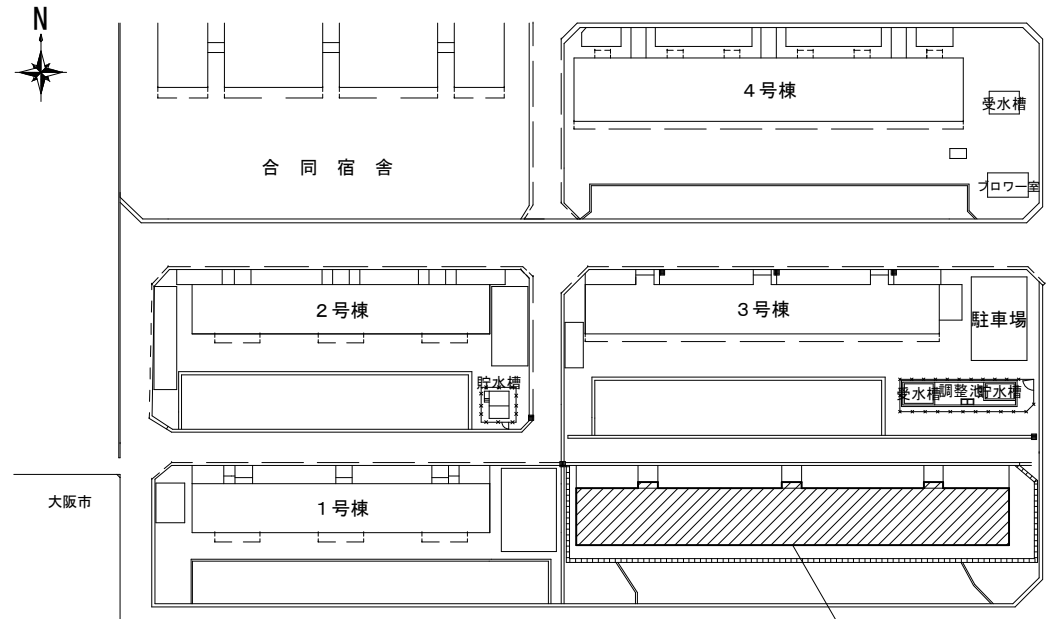 N
4号棟
受水槽
合同宿舎
ブロワー室
2号棟
3号棟
駐車場
貯水槽
受水槽
調整池
貯水槽
大阪市
1号棟